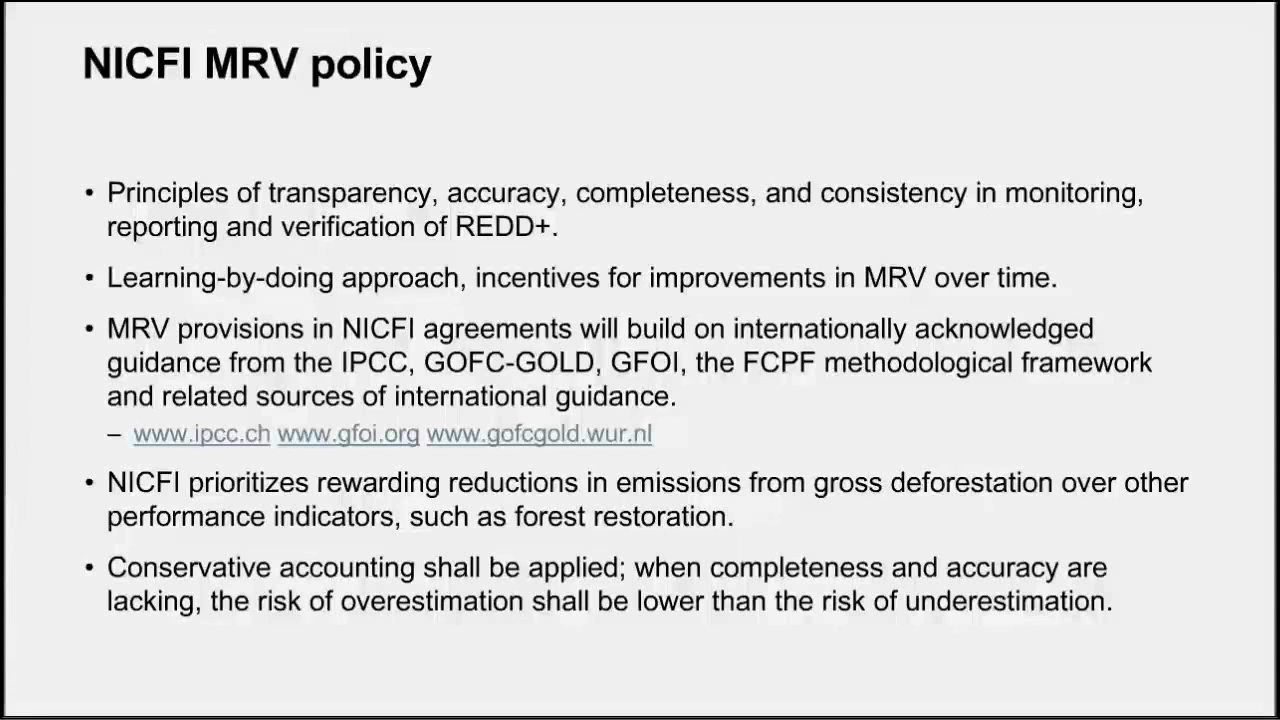 NICFI MRV policy
• Principles of transparency, accuracy, completeness, and consistency in monitoring,
reporting and verification of REDD+.
• Learning-by-doing approach, incentives for improvements in MRV over time.
• MRV provisions in NICFI agreements will build on internationally acknowledged
guidance from the IPCC, GOFC-GOLD, GFOI, the FCPF methodological framework
and related sources of international guidance.
– www.ipcc.ch www.gfoi.org www.gofcgold.wur.nl
• NICFI prioritizes rewarding reductions in emissions from gross deforestation over other
performance indicators, such as forest restoration.
• Conservative accounting shall be applied; when completeness and accuracy are
lacking, the risk of overestimation shall be lower than the risk of underestimation.